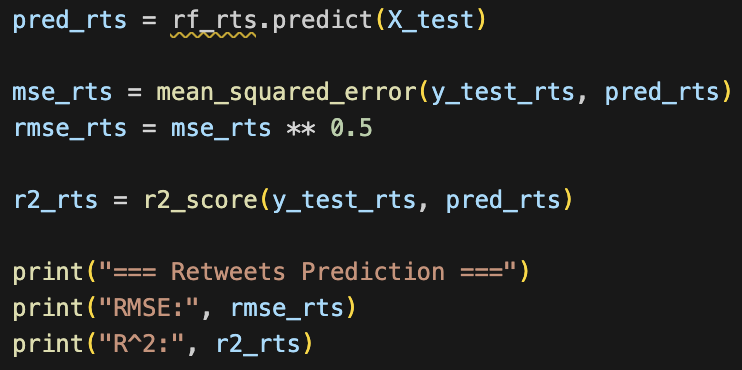 pred_rts = rf_rts.predict(X_test)
mse_rts = mean_squared_error(y_test_rts, pred_rts)
rmse_rts = mse_rts ** 0.5
r2_rts = r2_score(y_test_rts, pred_rts)
print("=== Retweets Prediction ===")
print("RMSE:", rmse_rts)
print("R^2:", r2_rts)